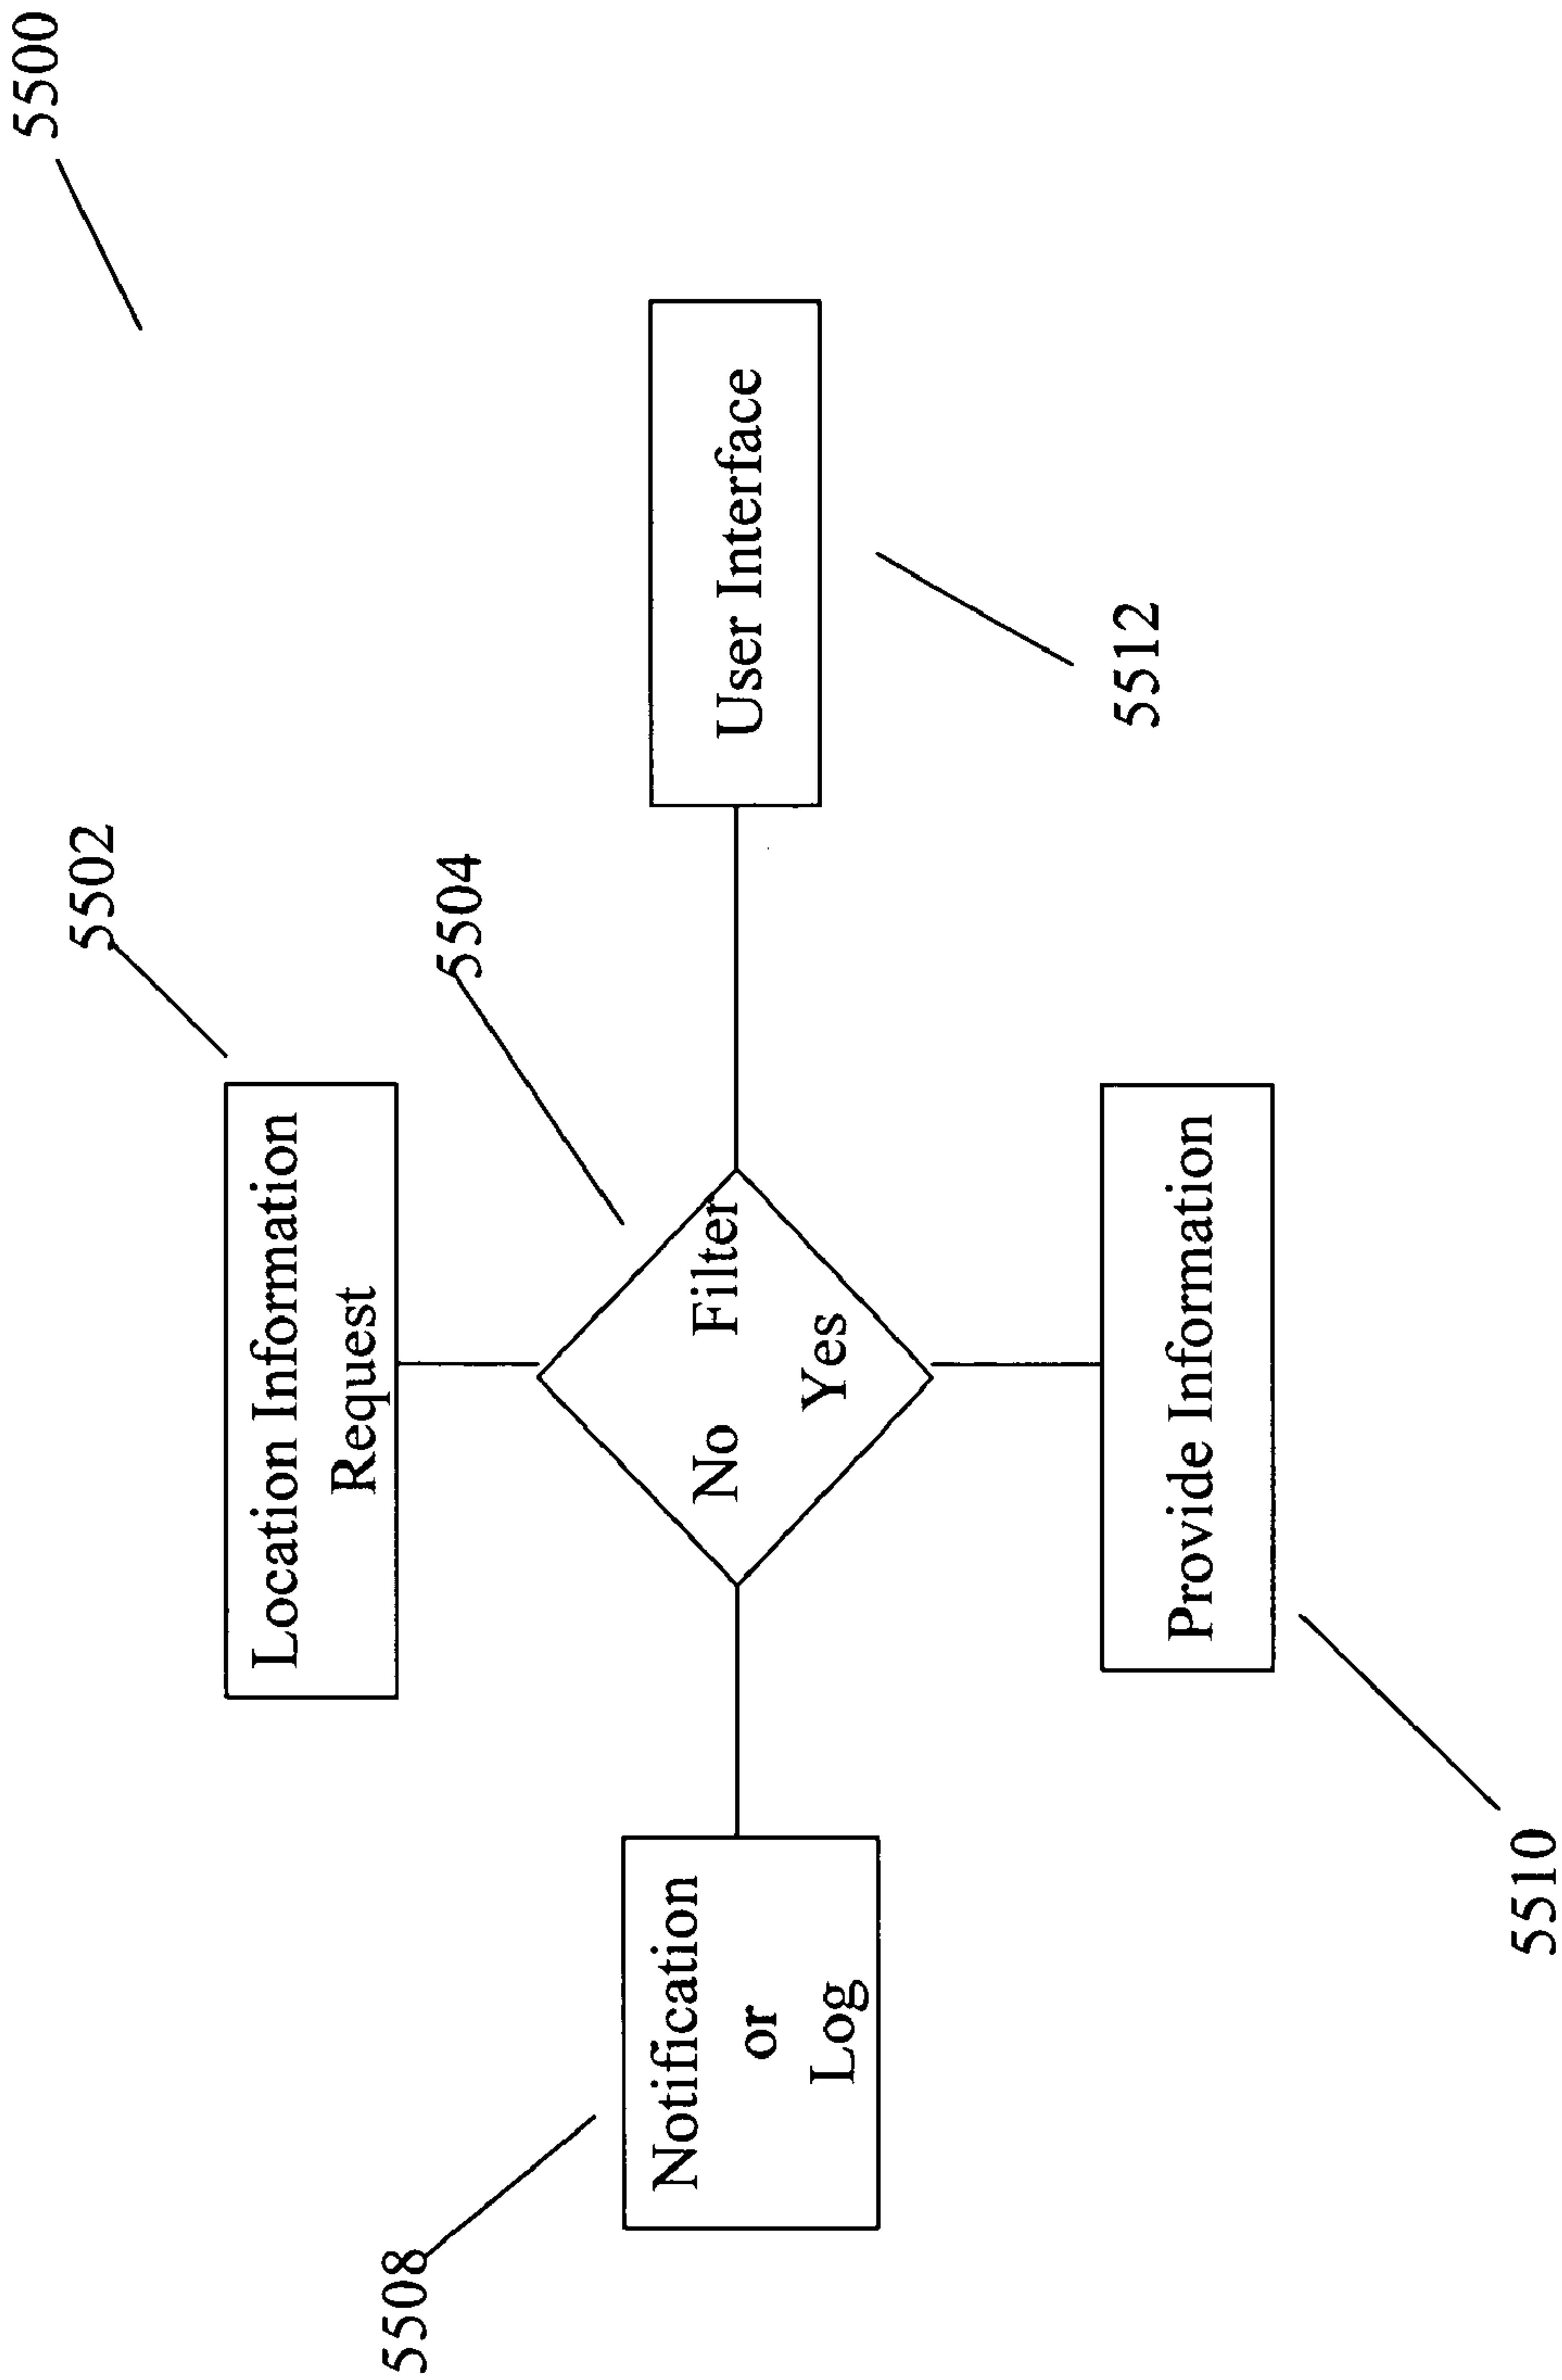 5500
5502
Location Information
Request
5508
5504
Notification
or
Log
No Filter
Yes
User Interface
5512
Provide Information
5510